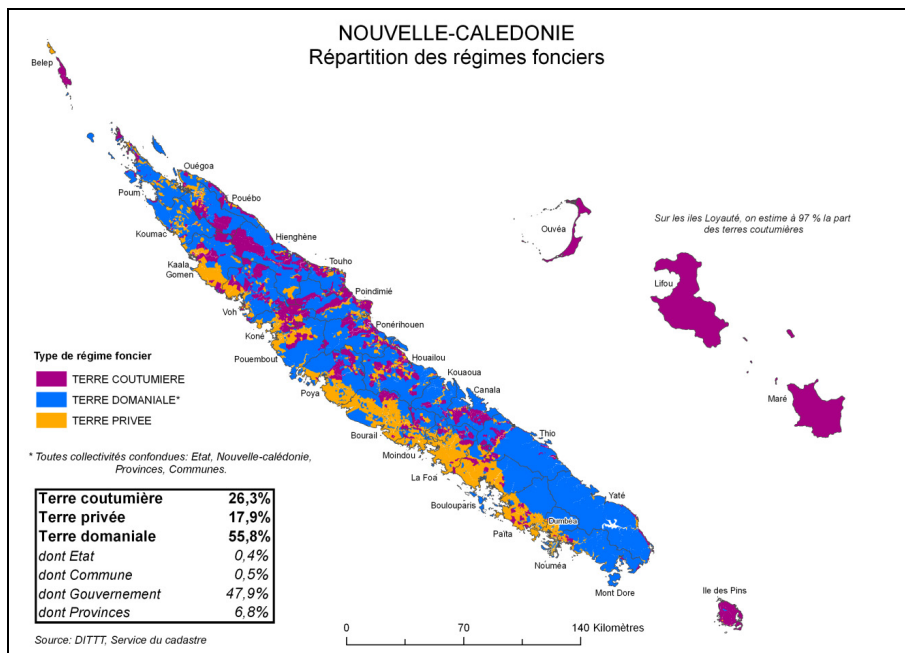 NOUVELLE-CALEDONIE
Répartition des régimes fonciers
Belep
Ouégoa
Poum
Pouébo
Koumac
Hienghène
Kaala
Gomen
Touho
Voh
Poindimié
Koné
Ponérihouen
Pouembout
Houailou
Kouaoua
Poya
Canala
Bourail
Thio
Moindou
La Foa
Yaté
Boulouparis
Dumbéa
Païta
Nouméa
Mont Dore
Ouvéa
Sur les iles Loyauté, on estime à 97 % la part
des terres coutumières
Lifou
Maré
Ile des Pins
Type de régime foncier
TERRE COUTUMIERE
TERRE DOMANIALE*
TERRE PRIVEE
* Toutes collectivités confondues: Etat, Nouvelle-calédonie,
Provinces, Communes.
Terre coutumière 26,3%
Terre privée 17,9%
Terre domaniale 55,8%
dont Etat 0,4%
dont Commune 0,5%
dont Gouvernement 47,9%
dont Provinces 6,8%
Source: DITTT, Service du cadastre
0 70 140 Kilomètres